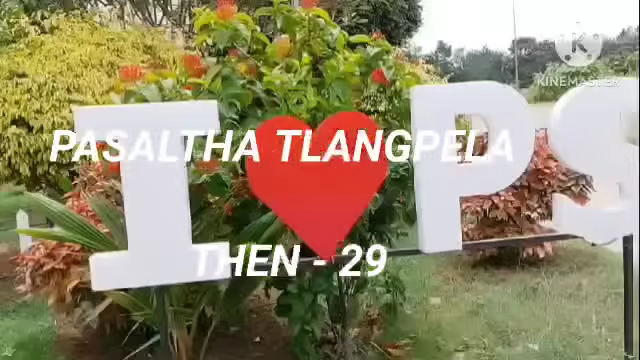 KINEMASTER
I ❤ PS
PASALTHA TLANGPELA
THEN - 29